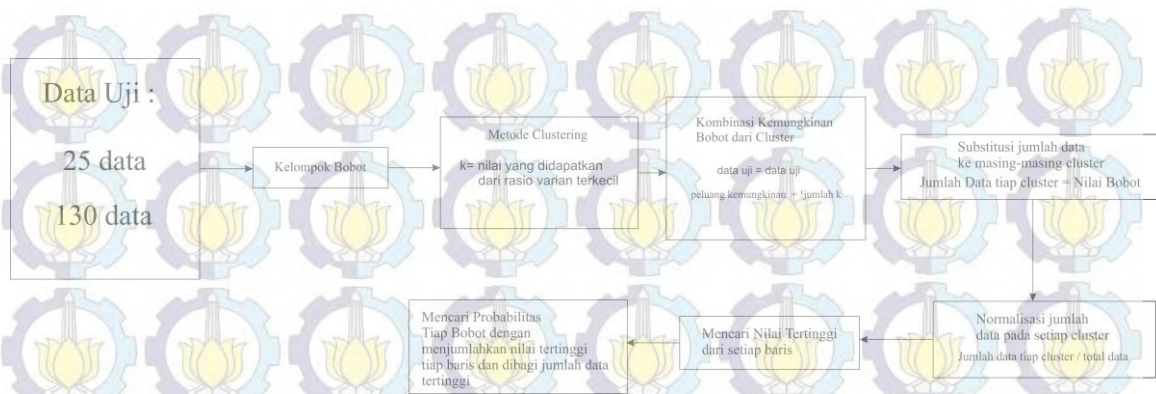 Data Uji :
25 data
130 data
Kelompok Bobot
Metode Clustering
k= nilai yang didapatkan
dari rasio varian terkecil
Kombinasi Kemungkinan
Bobot dari Cluster
data uji = data uji
peluang kemungkinan = !jumlah k
Substitusi jumlah data
ke masing-masing cluster
Jumlah Data tiap cluster = Nilai Bobot
Normalisasi jumlah
data pada setiap cluster
Jumlah data tiap cluster / total data
Mencari Nilai Tertinggi
dari setiap baris
Mencari Probabilitas
Tiap Bobot dengan
menjumlahkan nilai tertinggi
tiap baris dan dibagi jumlah data
tertinggi